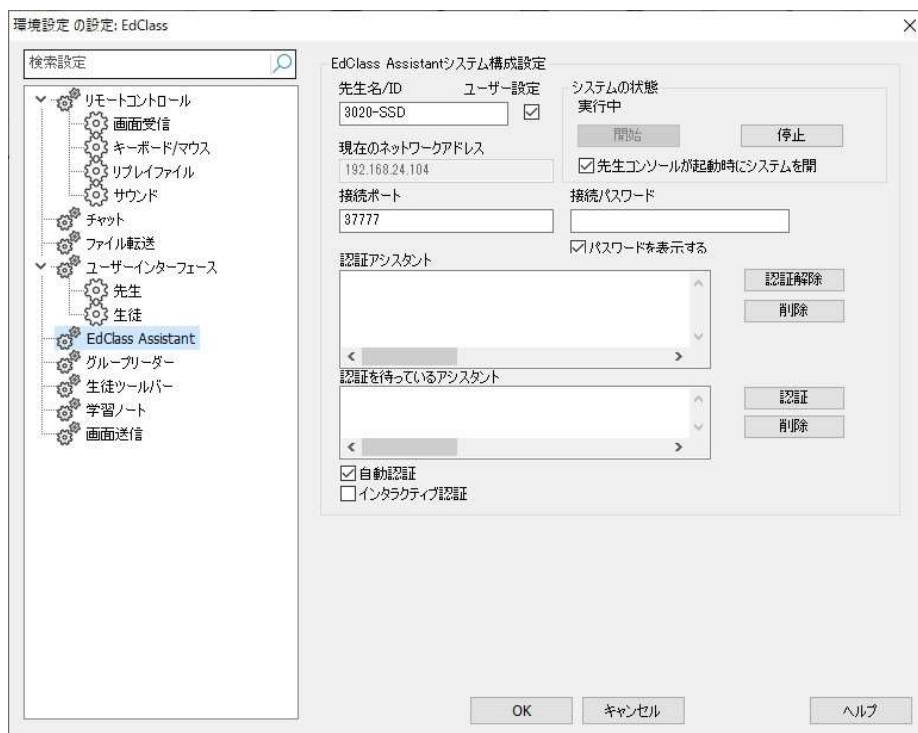 環境設定 の設定: EdClass
検索設定
リモートコントロール
画面受信
キーボード/マウス
リプレイファイル
サウンド
チャット
ファイル転送
ユーザーインターフェース
先生
生徒
EdClass Assistant
グループリーダー
生徒ツールバー
学習ノート
画面送信
EdClass Assistantシステム構成設定
先生名/ID ユーザー設定
3020-SSD
システムの状態
実行中
開始 停止
先生コンソールが起動時にシステムを開
現在のネットワークアドレス
192.168.24.104
接続ポート 接続パスワード
37777
パスワードを表示する
認証アシスタント
認証解除
削除
認証を待っているアシスタント
認証
削除
自動認証
インタラクティブ認証
OK キャンセル ヘルプ